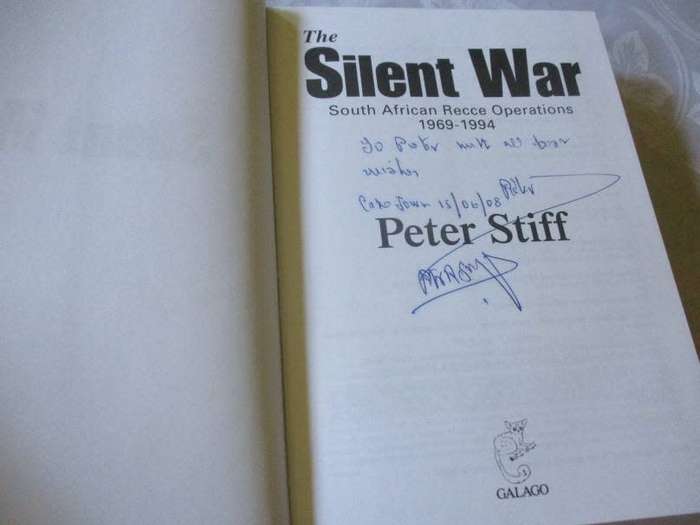 The
Silent War
South African Recce Operations
1969-1994
To Pieter with all best
wishes
Cape Town 15/06/08 Peter
Peter Stiff
GALAGO